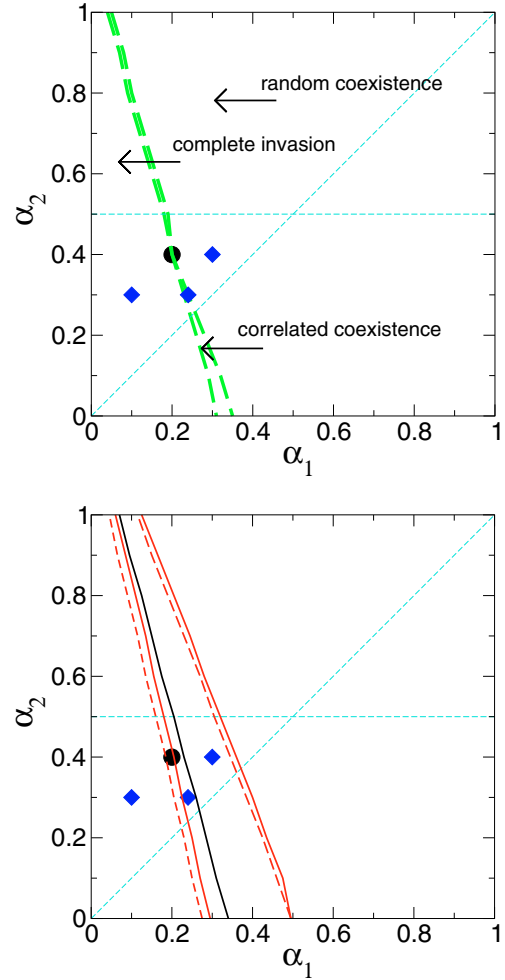 1
random coexistence
0.8
complete invasion
0.6
α2
0.4
correlated coexistence
0.2
0
0 0.2 0.4 0.6 0.8 1
α1
1
0.8
0.6
α2
0.4
0.2
0
0 0.2 0.4 0.6 0.8 1
α1